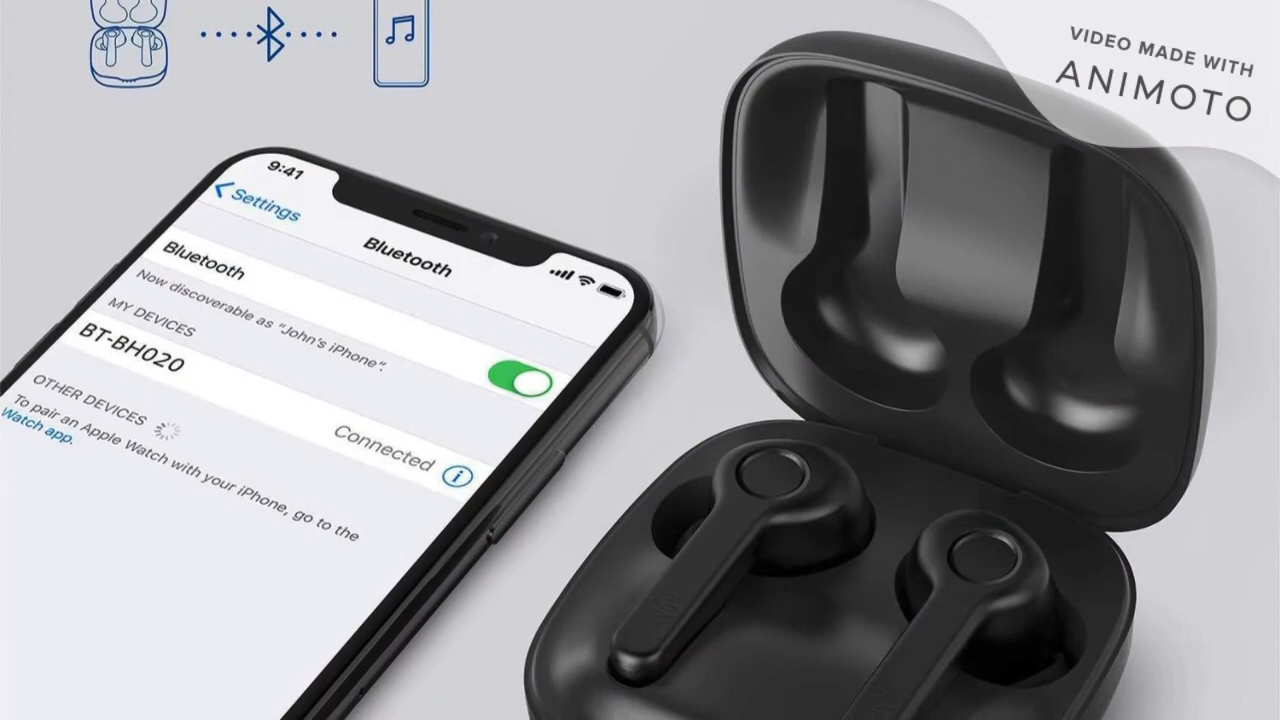 VIDEO MADE WITH
ANIMOTO
9:41
Settings
Bluetooth
Bluetooth
Now discoverable as "John's iPhone".
MY DEVICES
BT-BH020
Connected
OTHER DEVICES
To pair an Apple Watch with your iPhone, go to the
Watch app.